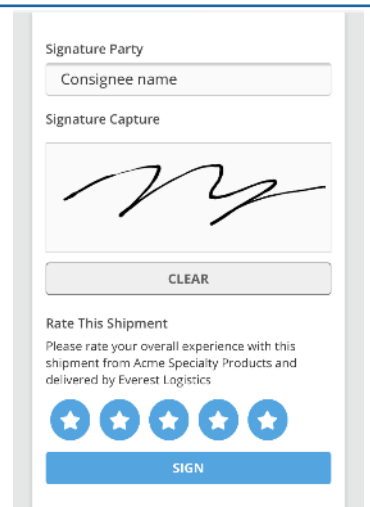 Signature Party
Consignee name
Signature Capture
CLEAR
Rate This Shipment
Please rate your overall experience with this
shipment from Acme Specialty Products and
delivered by Everest Logistics
SIGN